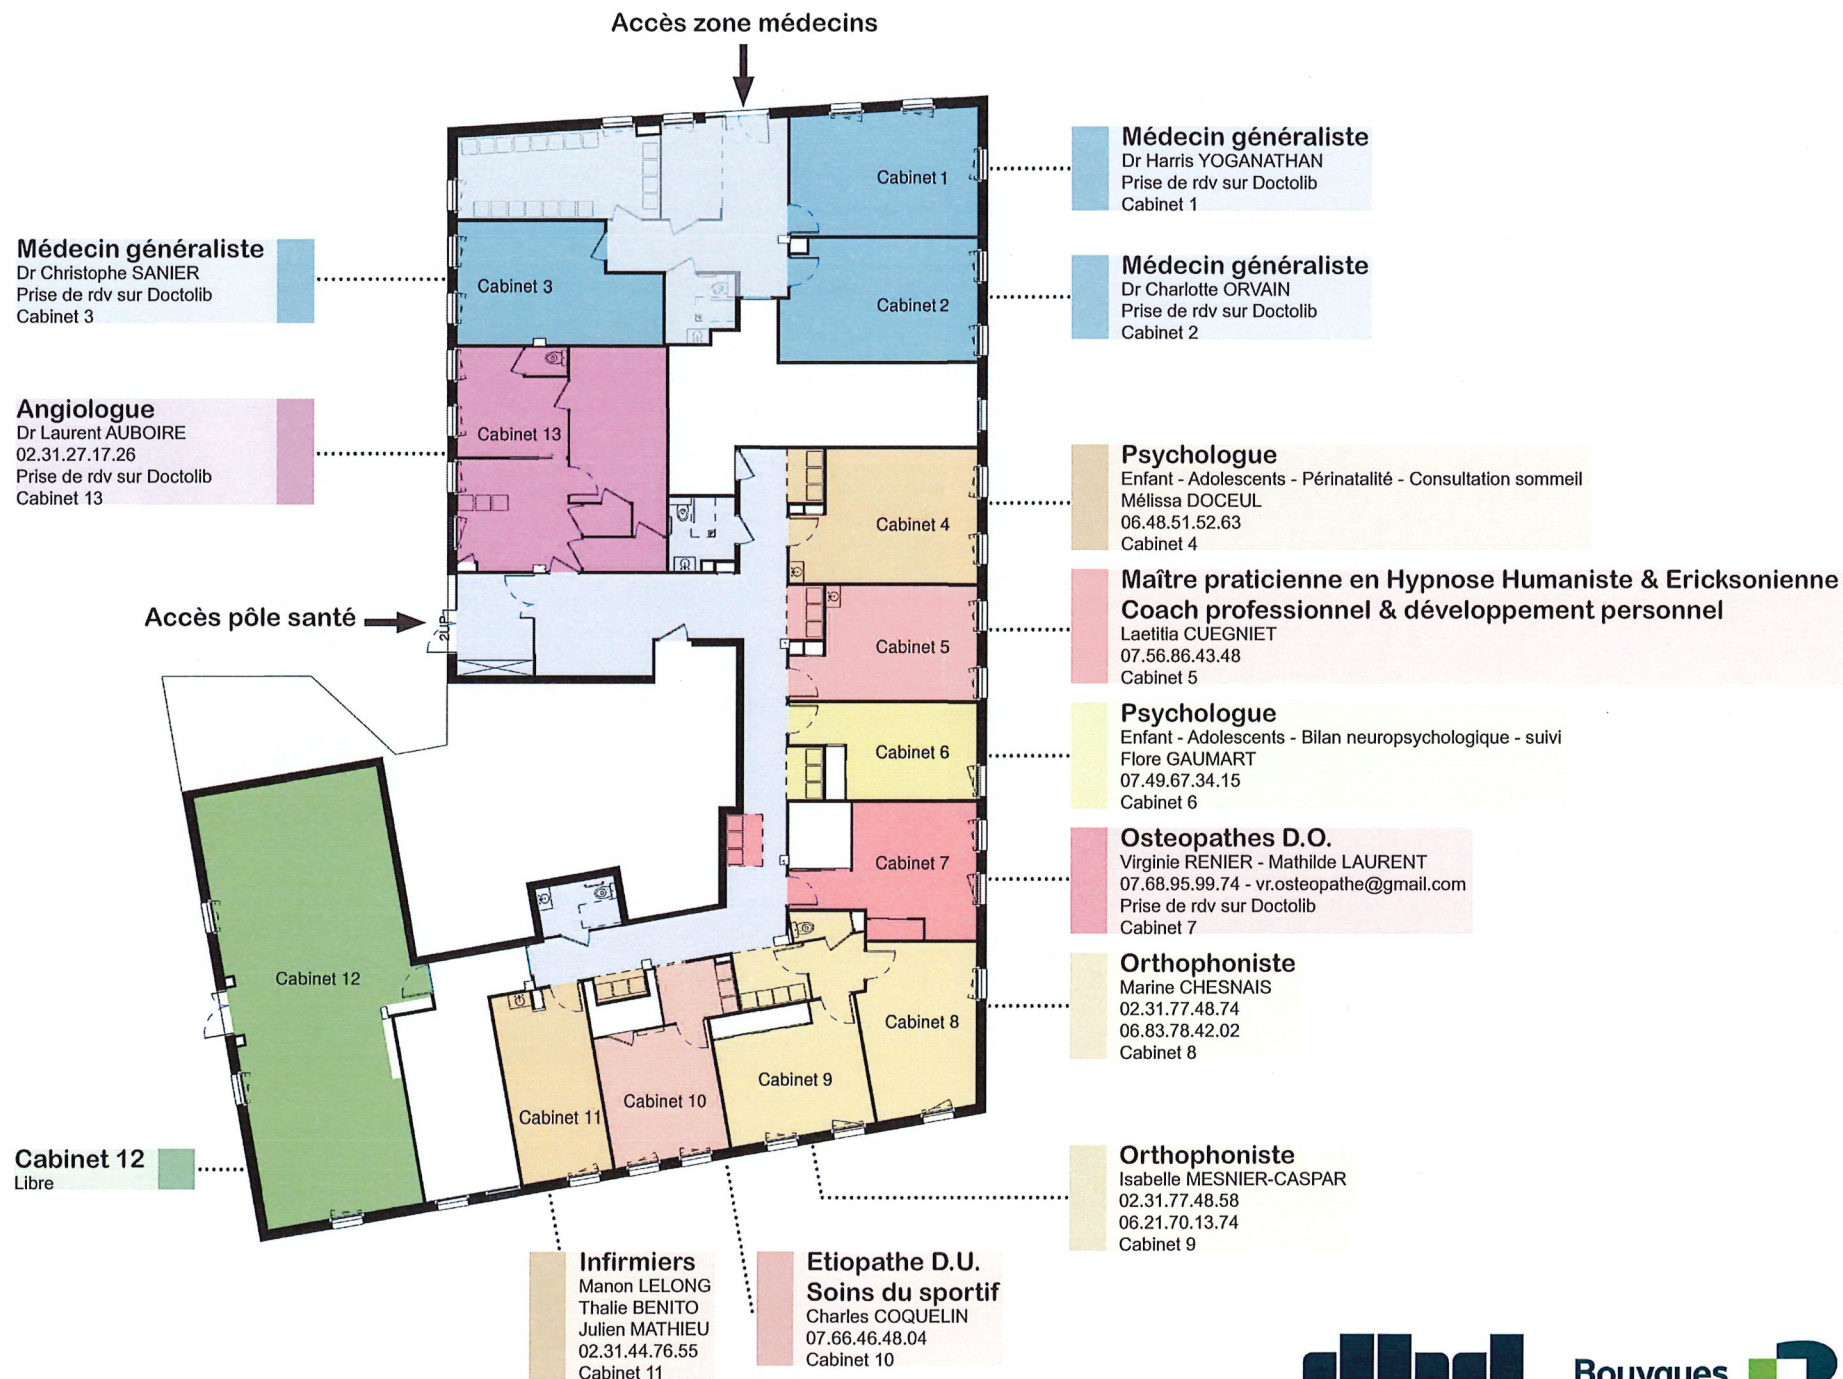 Accès zone médecins
Médecin généraliste
Dr Harris YOGANATHAN
Prise de rdv sur Doctolib
Cabinet 1
Médecin généraliste
Dr Charlotte ORVAIN
Prise de rdv sur Doctolib
Cabinet 2
Médecin généraliste
Dr Christophe SANIER
Prise de rdv sur Doctolib
Cabinet 3
Angiologue
Dr Laurent AUBOIRE
02.31.27.17.26
Prise de rdv sur Doctolib
Cabinet 13
Accès pôle santé
2UP
Cabinet 1
Cabinet 2
Cabinet 3
Cabinet 13
Cabinet 4
Cabinet 5
Cabinet 6
Cabinet 7
Cabinet 8
Cabinet 9
Cabinet 10
Cabinet 11
Cabinet 12
Psychologue
Enfant - Adolescents - Périnatalité - Consultation sommeil
Mélissa DOCEUL
06.48.51.52.63
Cabinet 4
Maître praticienne en Hypnose Humaniste & Ericksonienne
Coach professionnel & développement personnel
Laetitia CUEGNIET
07.56.86.43.48
Cabinet 5
Psychologue
Enfant - Adolescents - Bilan neuropsychologique - suivi
Flore GAUMART
07.49.67.34.15
Cabinet 6
Osteopathes D.O.
Virginie RENIER - Mathilde LAURENT
07.68.95.99.74 - vr.osteopathe@gmail.com
Prise de rdv sur Doctolib
Cabinet 7
Orthophoniste
Marine CHESNAIS
02.31.77.48.74
06.83.78.42.02
Cabinet 8
Orthophoniste
Isabelle MESNIER-CASPAR
02.31.77.48.58
06.21.70.13.74
Cabinet 9
Cabinet 12
Libre
Infirmiers
Manon LELONG
Thalie BENITO
Julien MATHIEU
02.31.44.76.55
Cabinet 11
Etiopathe D.U.
Soins du sportif
Charles COQUELIN
07.66.46.48.04
Cabinet 10
Bouygues